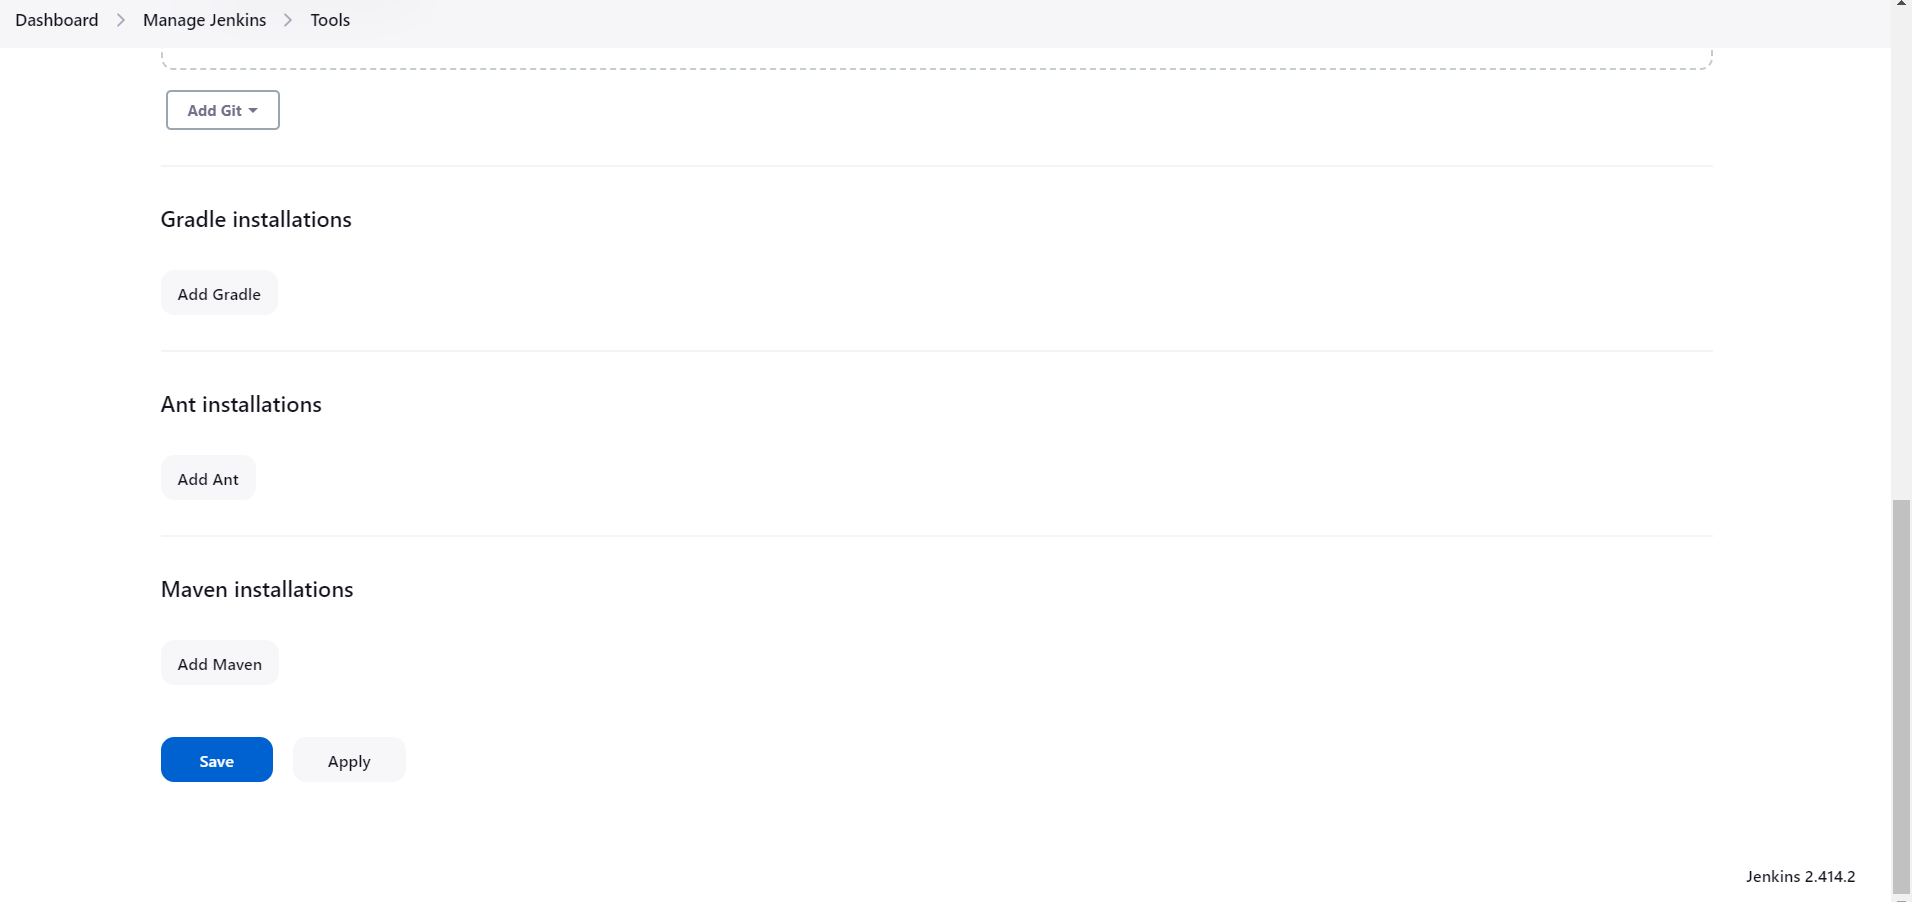 Dashboard > Manage Jenkins > Tools
Add Git
Gradle installations
Add Gradle
Ant installations
Add Ant
Maven installations
Add Maven
Save Apply
Jenkins 2.414.2